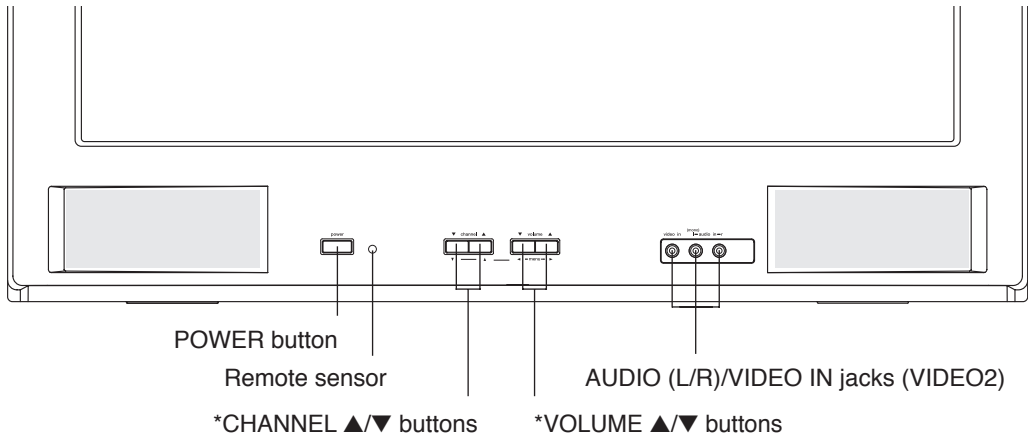 power
▼ channel ▲
▼ volume ▲
video in
(mono)
l—audio in—r
▼ ▲
◄ menu ►
POWER button
Remote sensor
AUDIO (L/R)/VIDEO IN jacks (VIDEO2)
*CHANNEL ▲/▼ buttons
*VOLUME ▲/▼ buttons